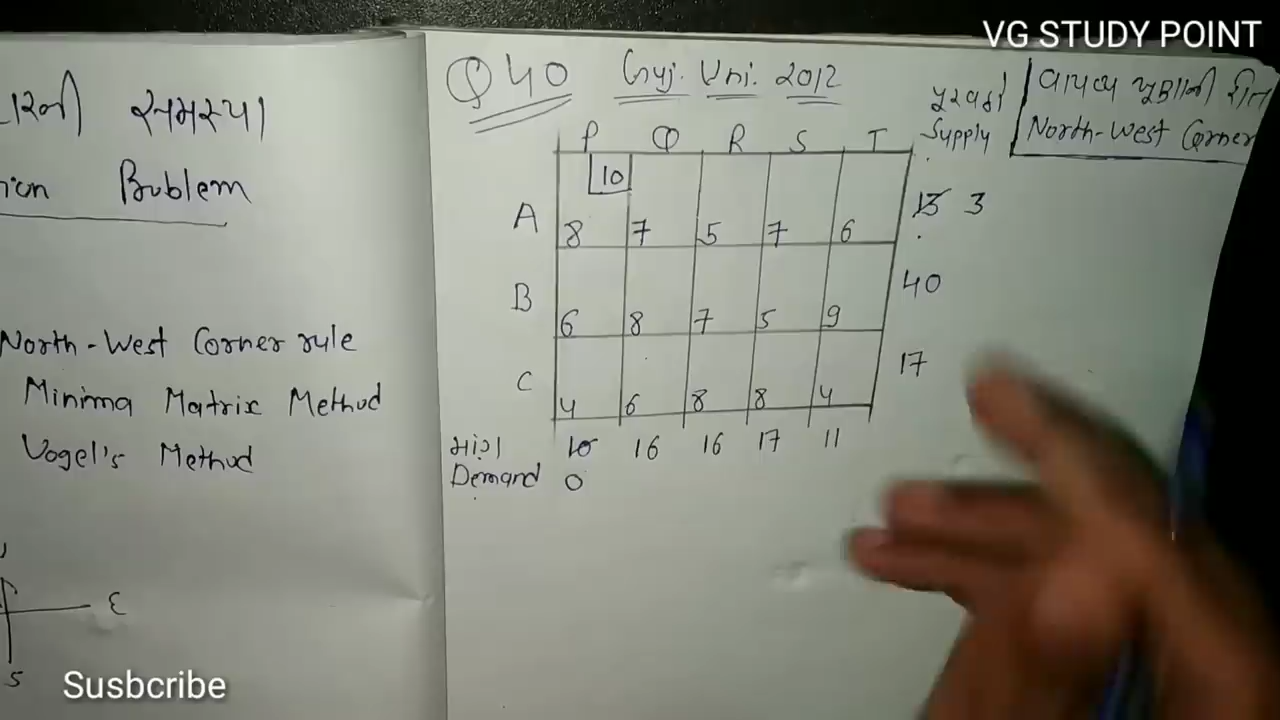 VG STUDY POINT
સમસ્યા
Problem
North-West Corner rule
Minima Matrix Method
Vogel's Method
E
S
Q 40 Guj. Uni. 2012
પુરવઠો
Supply
North-West Corner
P Q R S T
10
A 8 7 5 7 6 13 3
B 6 8 7 5 9 40
C 4 6 8 8 4 17
માંગ 10 16 16 17 11
Demand 0
Susbcribe